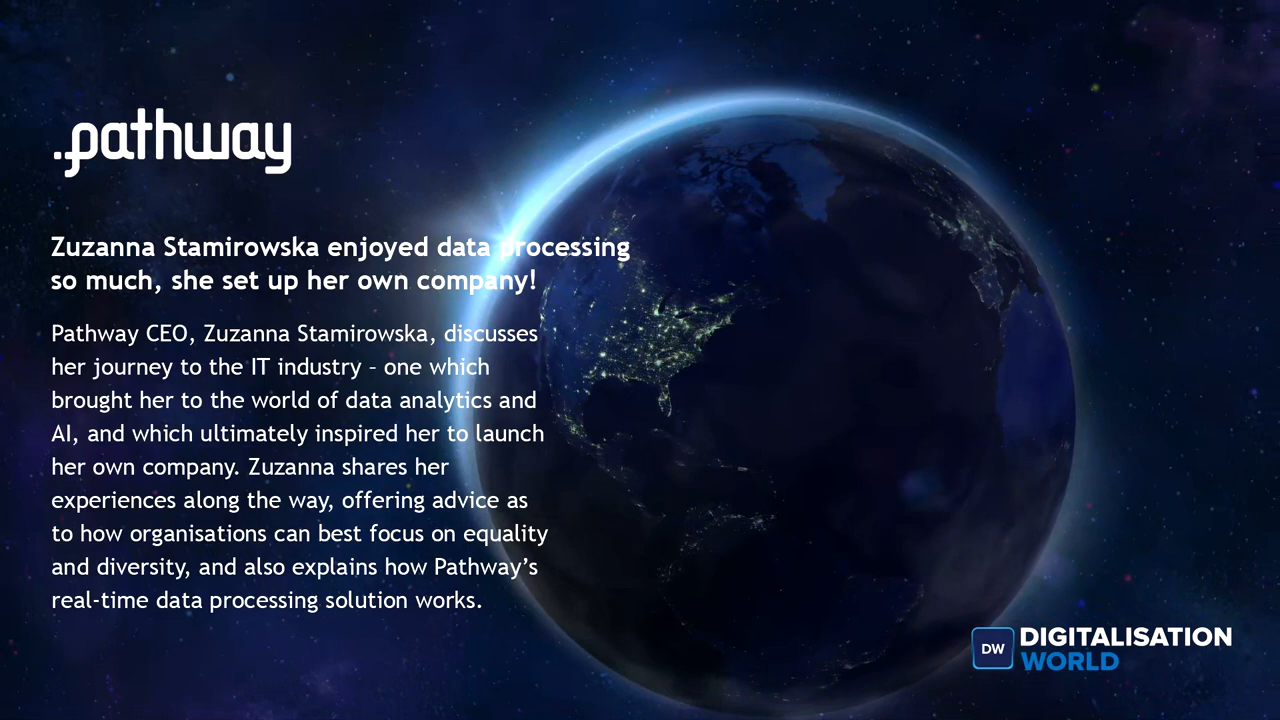 .pathway
Zuzanna Stamirowska enjoyed data processing
so much, she set up her own company!
Pathway CEO, Zuzanna Stamirowska, discusses
her journey to the IT industry – one which
brought her to the world of data analytics and
AI, and which ultimately inspired her to launch
her own company. Zuzanna shares her
experiences along the way, offering advice as
to how organisations can best focus on equality
and diversity, and also explains how Pathway’s
real-time data processing solution works.
DW
DIGITALISATION
WORLD